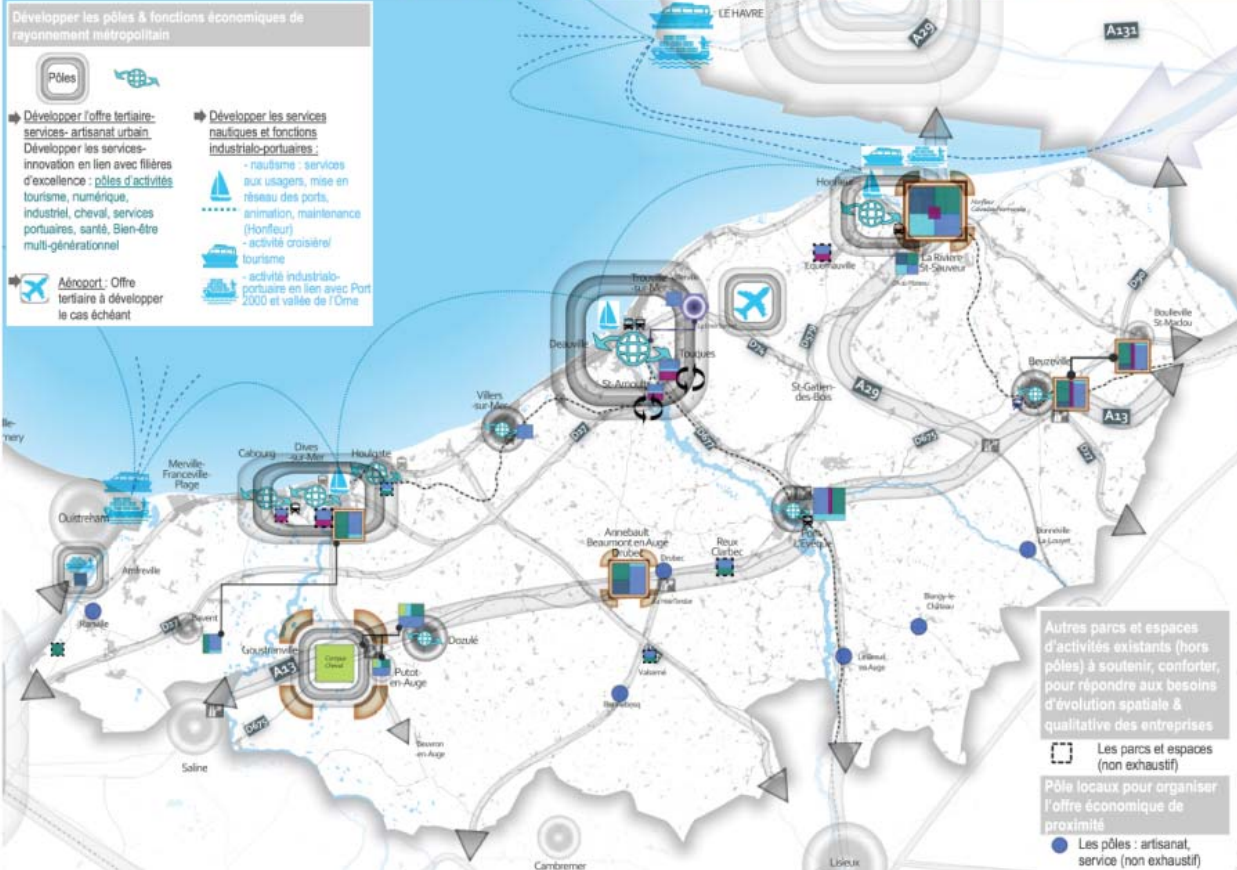 Développer les pôles & fonctions économiques de
rayonnement métropolitain
Pôles
Développer l'offre tertiaire-
services- artisanat urbain
Développer les services-
innovation en lien avec filières
d'excellence : pôles d'activités
tourisme, numérique,
industriel, cheval, services
portuaires, santé, Bien-être
multi-générationnel
Aéroport : Offre
tertiaire à développer
le cas échéant
Développer les services
nautiques et fonctions
industrialo-portuaires :
- nautisme : services
aux usagers, mise en
réseau des ports,
animation, maintenance
(Honfleur)
- activité croisière/
tourisme
- activité industrialo-
portuaire en lien avec Port
2000 et vallée de l'Orne
LE HAVRE
A29
A131
Honfleur
Equemauville
La Rivière
St-Sauveur
Trouville
-sur-Mer
Deauville
Touques
St-Arnoult
D74
D579
St-Gatien
-des-Bois
A29
D675
Beuzeville
Boulleville
St-Maclou
A13
D27
D677
Villers
-sur-Mer
Houlgate
Dives
-sur-Mer
Cabourg
Merville-
Franceville-
Plage
Ouistreham
Amfreville
Ranville
Goustranville
Campus
Cheval
A13
D675
Putot-
en-Auge
Dozulé
Beuvron
-en-Auge
Saline
Annebault
Beaumont en Auge
Drubec
Drubec
Reux
Clarbec
Pont
L'Evêque
Valsemé
Bonnebosq
Bonneville
La-Louvet
Blangy-le-
Château
Cambremer
Lisieux
Autres parcs et espaces
d'activités existants (hors
pôles) à soutenir, conforter,
pour répondre aux besoins
d'évolution spatiale &
qualitative des entreprises
Les parcs et espaces
(non exhaustif)
Pôle locaux pour organiser
l'offre économique de
proximité
Les pôles : artisanat,
service (non exhaustif)